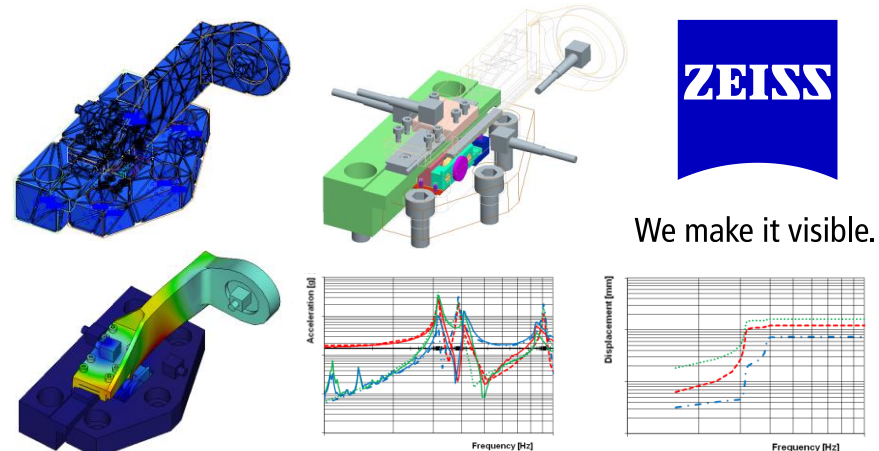 ZEISS
We make it visible.
Acceleration [g]
Frequency [Hz]
Displacement [mm]
Frequency [Hz]